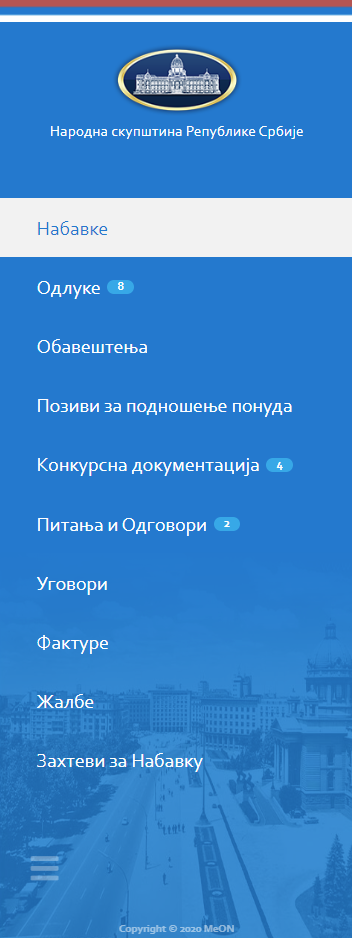 Народна скупштина Републике Србије
Набавке
Одлуке 8
Обавештења
Позиви за подношење понуда
Конкурсна документација 4
Питања и Одговори 2
Уговори
Фактуре
Жалбе
Захтеви за Набавку
Copyright © 2020 MeON